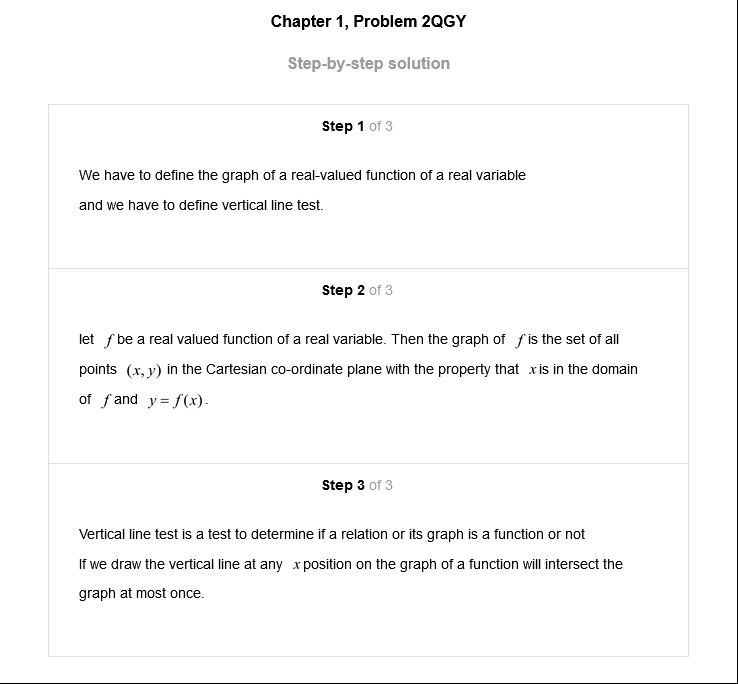 Chapter 1, Problem 2QGY
Step-by-step solution
Step 1 of 3
We have to define the graph of a real-valued function of a real variable
and we have to define vertical line test.
Step 2 of 3
let f be a real valued function of a real variable. Then the graph of f is the set of all
points (x, y) in the Cartesian co-ordinate plane with the property that x is in the domain
of f and y = f(x).
Step 3 of 3
Vertical line test is a test to determine if a relation or its graph is a function or not
If we draw the vertical line at any x position on the graph of a function will intersect the
graph at most once.